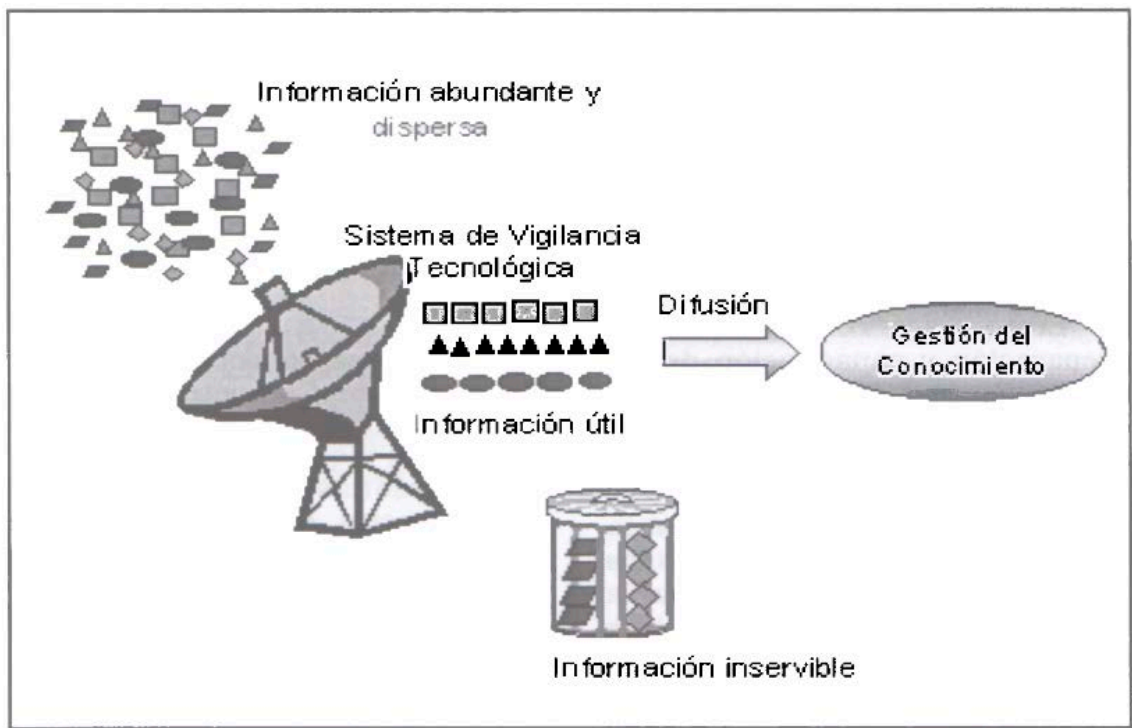 Información abundante y
dispersa
Sistema de Vigilancia
Tecnológica
Difusión
Gestión del
Conocimiento
Información útil
Información inservible